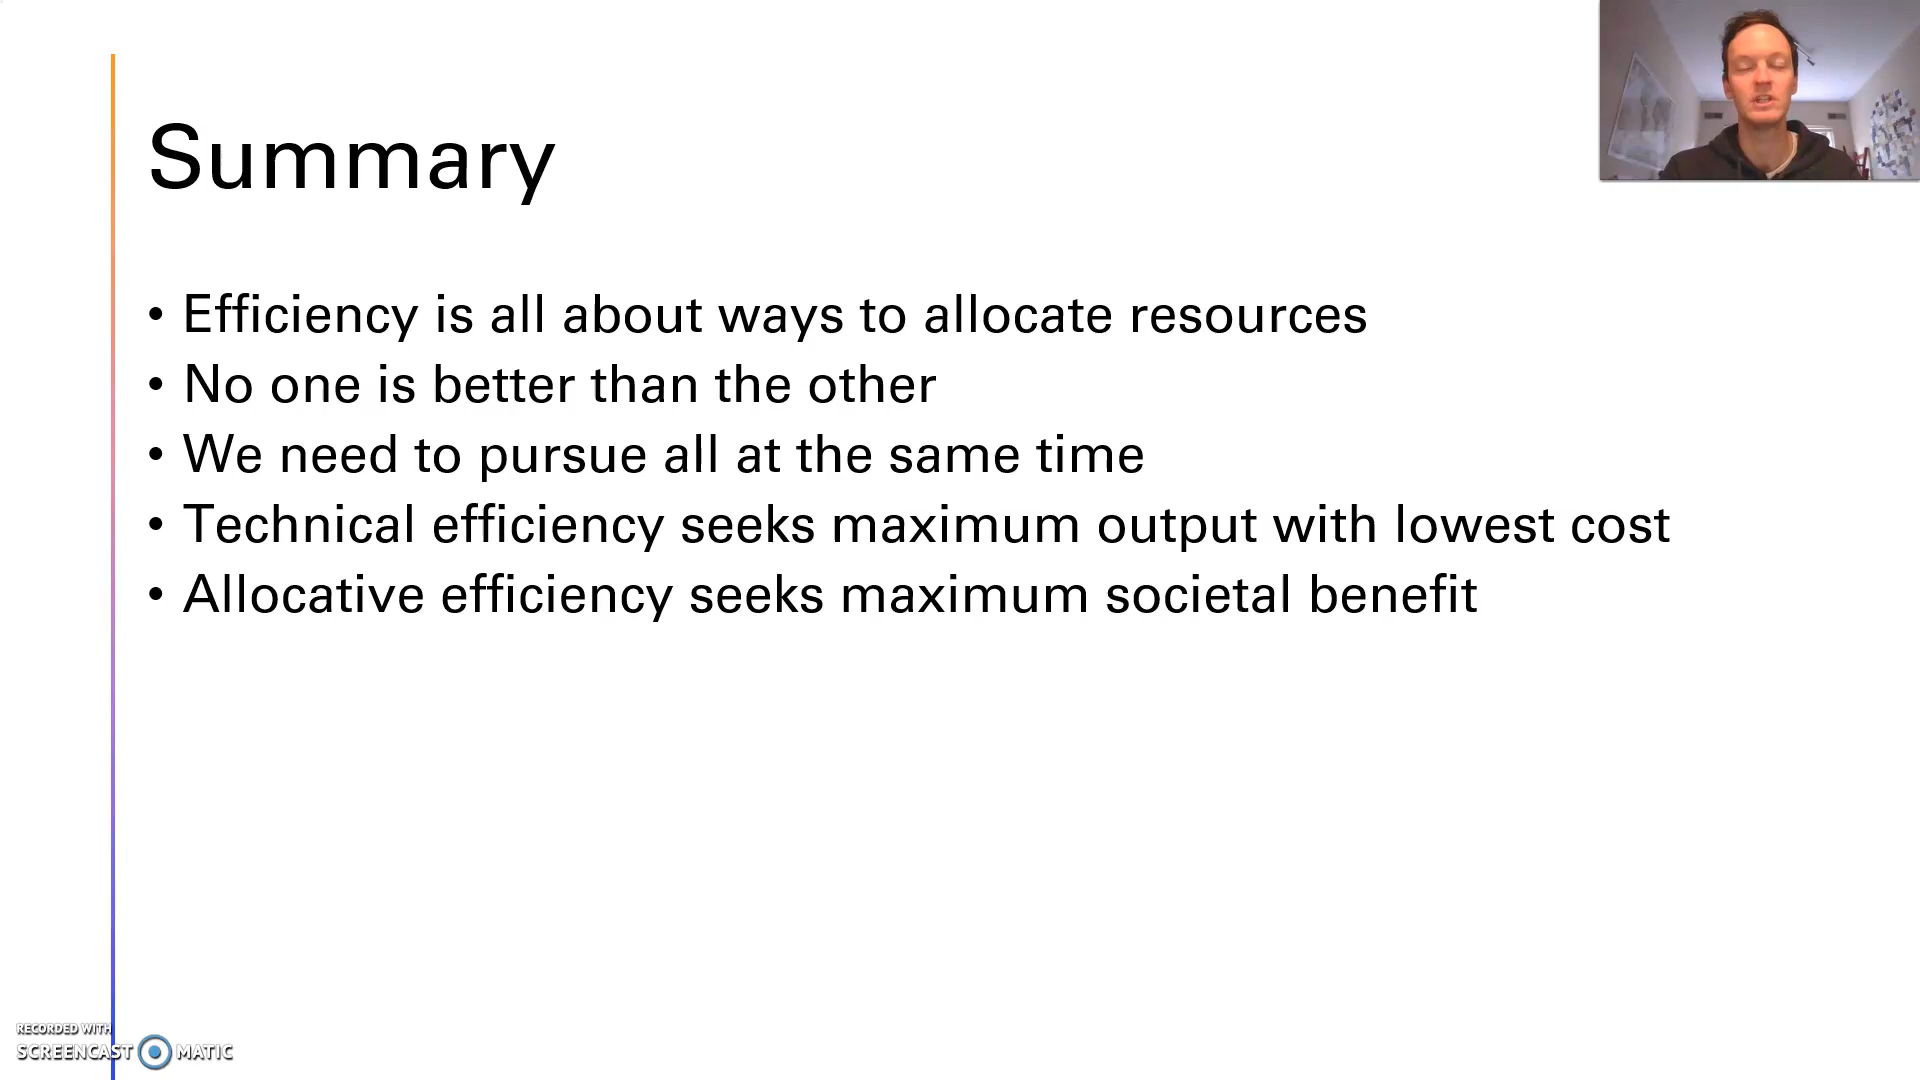 Summary
• Efficiency is all about ways to allocate resources
• No one is better than the other
• We need to pursue all at the same time
• Technical efficiency seeks maximum output with lowest cost
• Allocative efficiency seeks maximum societal benefit
RECORDED WITH
SCREENCAST MATIC